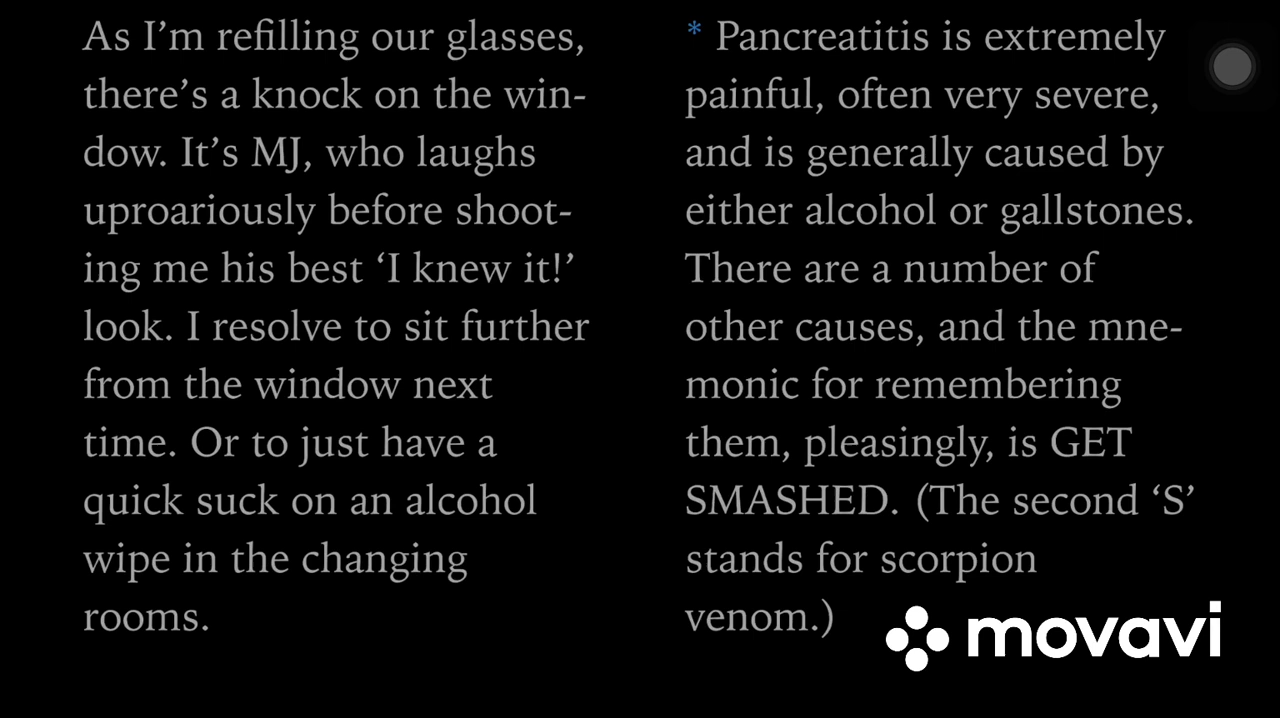 As I’m refilling our glasses,
there’s a knock on the win-
dow. It’s MJ, who laughs
uproariously before shoot-
ing me his best ‘I knew it!’
look. I resolve to sit further
from the window next
time. Or to just have a
quick suck on an alcohol
wipe in the changing
rooms.
* Pancreatitis is extremely
painful, often very severe,
and is generally caused by
either alcohol or gallstones.
There are a number of
other causes, and the mne-
monic for remembering
them, pleasingly, is GET
SMASHED. (The second ‘S’
stands for scorpion
venom.)
movavi